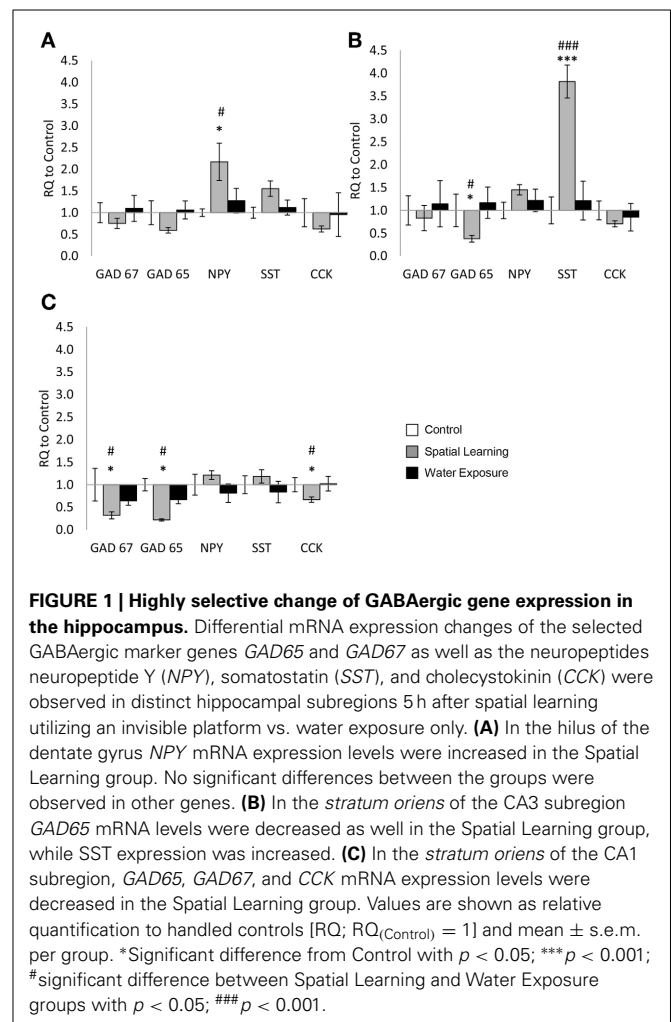 A
B
# 
### 
* 
*** 
4.5
4.0
3.5
3.0
2.5
2.0
1.5
1.0
0.5
0.0
RQ to Control
GAD 67 GAD 65 NPY SST CCK
4.5
4.0
3.5
3.0
2.5
2.0
1.5
1.0
0.5
0.0
RQ to Control
#
*
GAD 67 GAD 65 NPY SST CCK
C
4.5
4.0
3.5
3.0
2.5
2.0
1.5
1.0
0.5
0.0
RQ to Control
# # #
* * *
GAD 67 GAD 65 NPY SST CCK
Control
Spatial Learning
Water Exposure
FIGURE 1 | Highly selective change of GABAergic gene expression in
the hippocampus. Differential mRNA expression changes of the selected
GABAergic marker genes GAD65 and GAD67 as well as the neuropeptides
neuropeptide Y (NPY), somatostatin (SST), and cholecystokinin (CCK) were
observed in distinct hippocampal subregions 5 h after spatial learning
utilizing an invisible platform vs. water exposure only. (A) In the hilus of the
dentate gyrus NPY mRNA expression levels were increased in the Spatial
Learning group. No significant differences between the groups were
observed in other genes. (B) In the stratum oriens of the CA3 subregion
GAD65 mRNA levels were decreased as well in the Spatial Learning group,
while SST expression was increased. (C) In the stratum oriens of the CA1
subregion, GAD65, GAD67, and CCK mRNA expression levels were
decreased in the Spatial Learning group. Values are shown as relative
quantification to handled controls [RQ; RQ(Control) = 1] and mean ± s.e.m.
per group. *Significant difference from Control with p < 0.05; ***p < 0.001;
#significant difference between Spatial Learning and Water Exposure
groups with p < 0.05; ###p < 0.001.